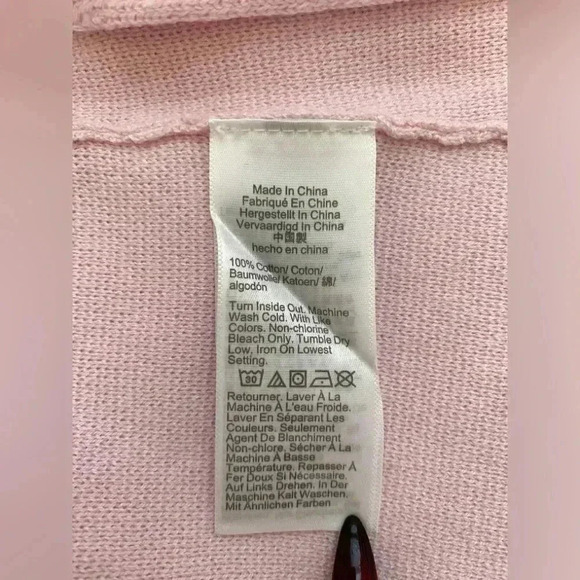 Made In China
Fabriqué En Chine
Hergestellt In China
Vervaardigd In China
中国製
hecho en china
100% Cotton/ Coton/
Baumwolle/ Katoen/ 綿/
algodón
Turn Inside Out. Machine
Wash Cold. With Like
Colors. Non-chlorine
Bleach Only. Tumble Dry
Low. Iron On Lowest
Setting.
30
Retourner. Laver À La
Machine À L'eau Froide.
Laver En Séparant Les
Couleurs. Seulement
Agent De Blanchiment
Non-chlore. Sécher À La
Machine À Basse
Température. Repasser À
Fer Doux Si Nécessaire.
Auf Links Drehen. In Der
Maschine Kalt Waschen.
Mit Ähnlichen Farben